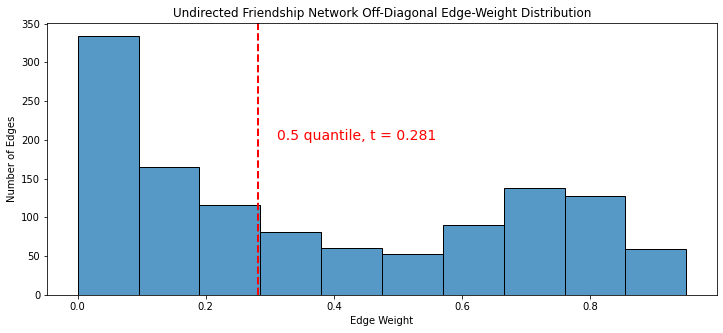 Undirected Friendship Network Off-Diagonal Edge-Weight Distribution
350
300
250
200
150
100
50
0
Number of Edges
0.5 quantile, t = 0.281
0.0 0.2 0.4 0.6 0.8
Edge Weight